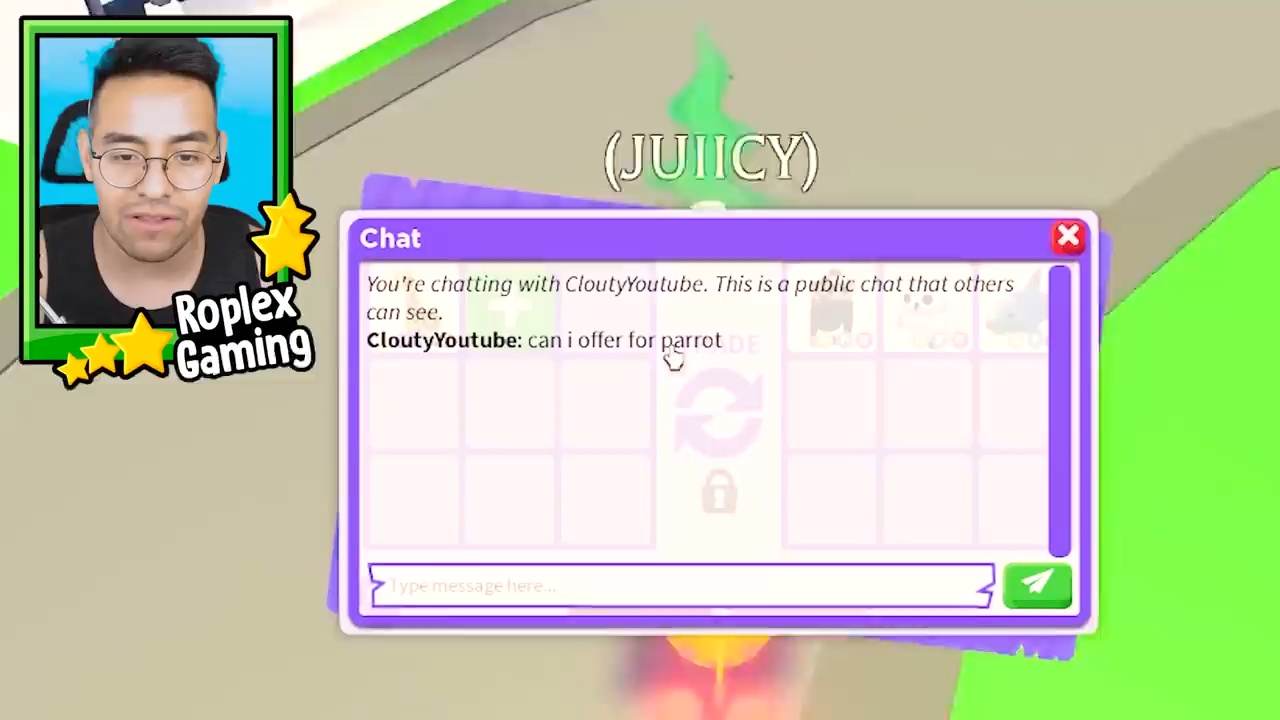 (JUIICY)
Chat
You're chatting with CloutyYoutube. This is a public chat that others
can see.
CloutyYoutube: can i offer for parrot
Type message here...
Roplex
Gaming